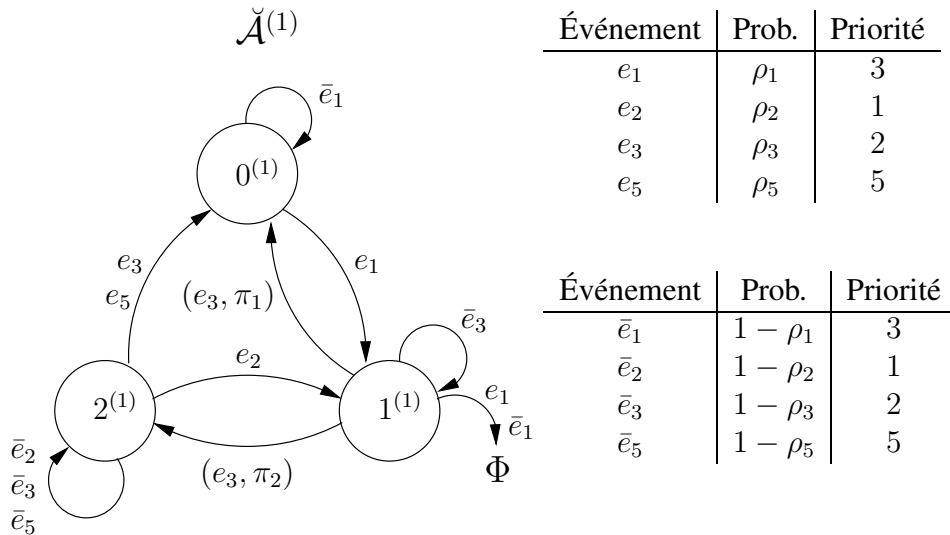 𝒜̆⁽¹⁾
ē₁
0⁽¹⁾
e₃
e₅
(e₃, π₁)
e₁
ē₃
e₂
2⁽¹⁾
1⁽¹⁾
e₁
ē₁
Φ
(e₃, π₂)
ē₂
ē₃
ē₅
Événement Prob. Priorité
e₁ ρ₁ 3
e₂ ρ₂ 1
e₃ ρ₃ 2
e₅ ρ₅ 5
Événement Prob. Priorité
ē₁ 1 − ρ₁ 3
ē₂ 1 − ρ₂ 1
ē₃ 1 − ρ₃ 2
ē₅ 1 − ρ₅ 5